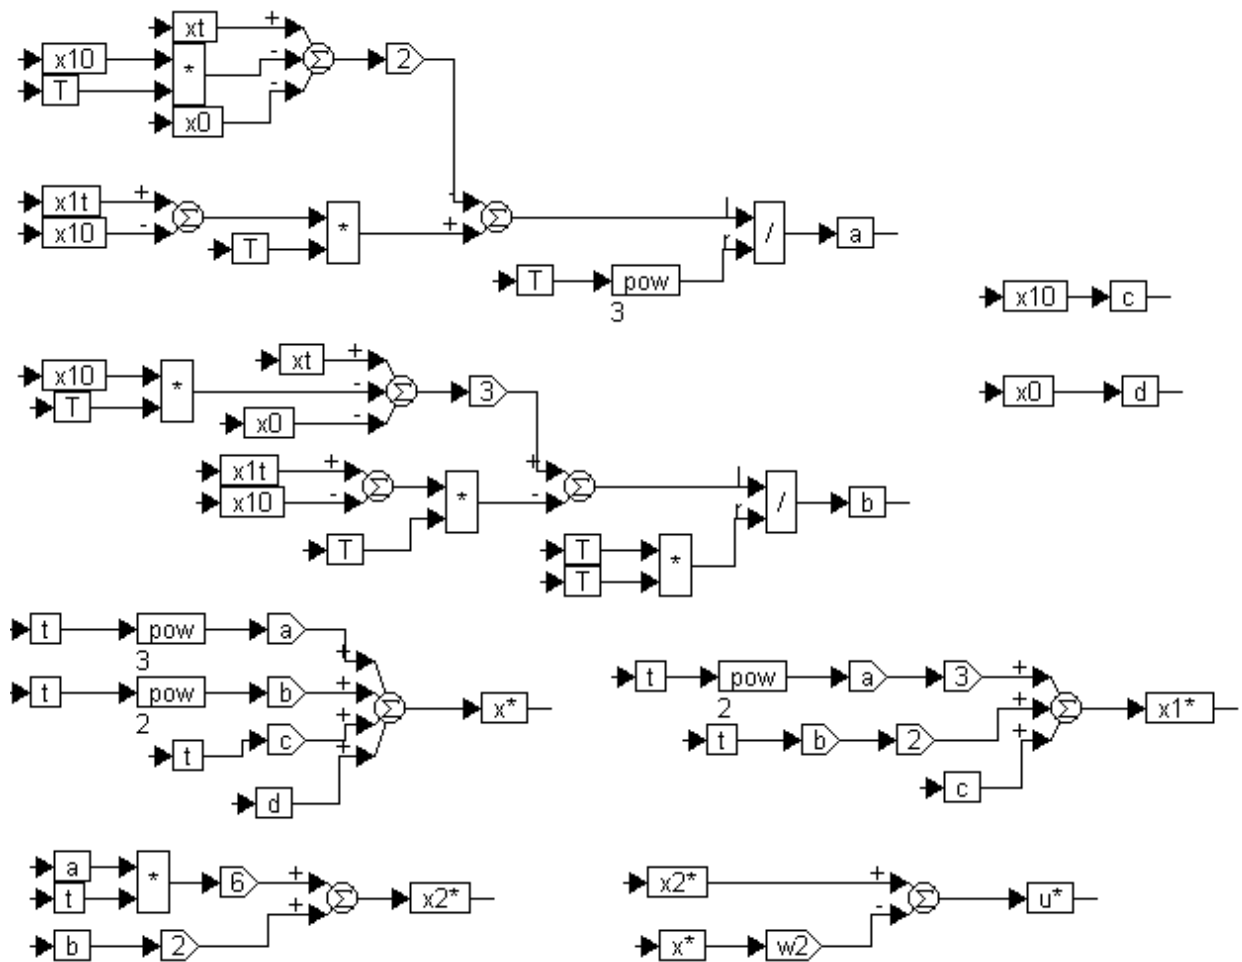 xt
+
x10
*
-
Σ
2
T
-
x0
x1t
+
Σ
x10
-
*
T
-
+
Σ
l
r
/
a
T
pow
3
x10
c
x10
*
T
xt
+
-
Σ
3
x0
-
x0
d
x1t
+
Σ
x10
-
*
T
+
-
Σ
l
r
/
b
T
T
*
t
pow
3
a
+
t
pow
2
b
+
Σ
x*
t
c
+
d
+
t
pow
2
a
3
+
Σ
x1*
t
b
2
+
c
+
a
t
*
6
+
Σ
x2*
b
2
+
x2*
+
Σ
u*
x*
w2
-